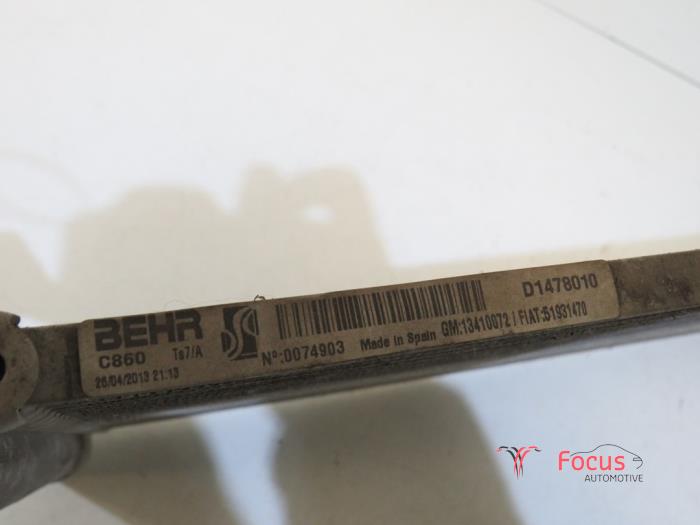 BEHR
C860 Ts7/A
26/04/2013 21:13
Nº:0074903 Made in Spain GM:13410072 / FIAT:51931470
D1478010
Focus
AUTOMOTIVE